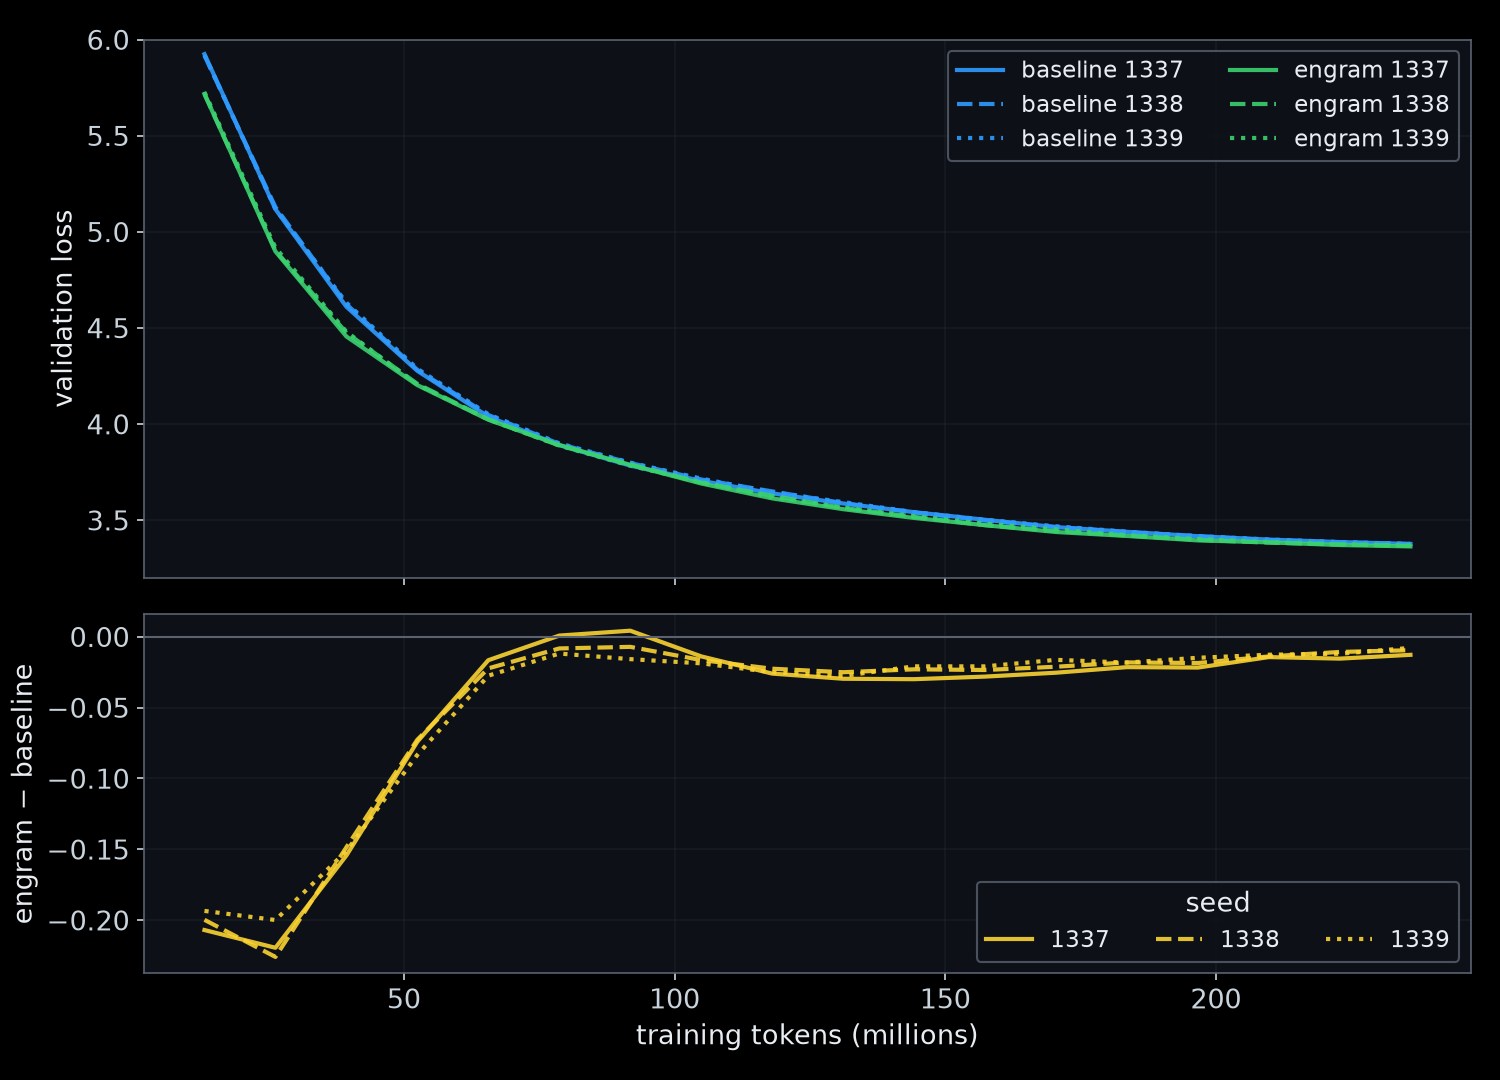 6.0
5.5
5.0
4.5
4.0
3.5
validation loss
baseline 1337 engram 1337
baseline 1338 engram 1338
baseline 1339 engram 1339
0.00
−0.05
−0.10
−0.15
−0.20
engram − baseline
seed
1337 1338 1339
50 100 150 200
training tokens (millions)